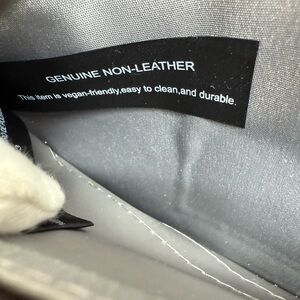 GENUINE NON-LEATHER
This item is vegan-friendly,easy to clean,and durable.